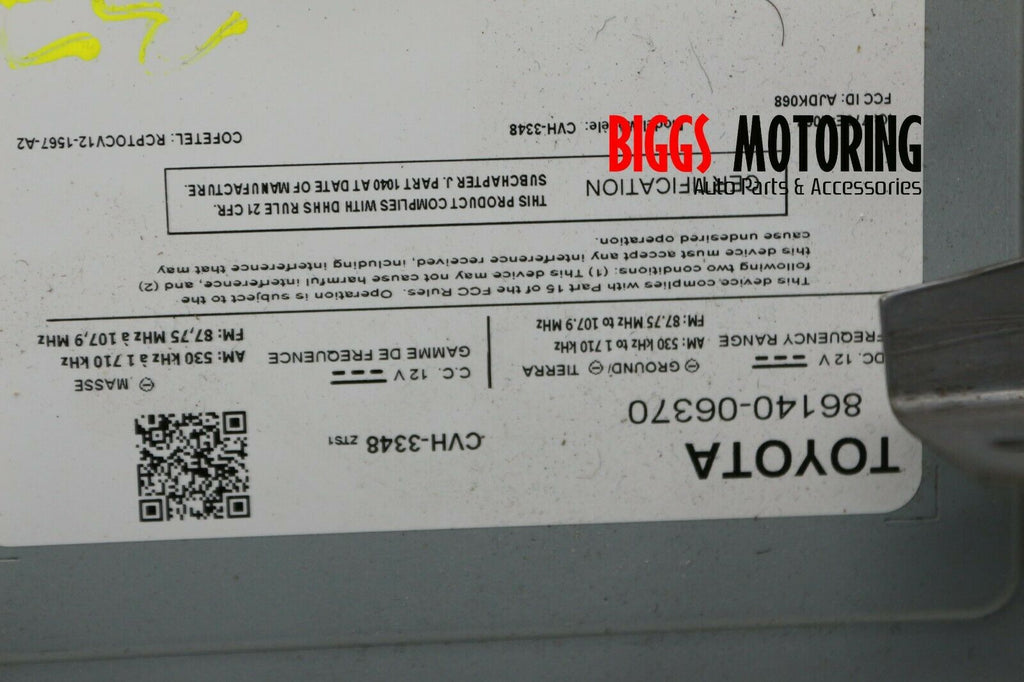 TOYOTA
86140-06370
CVH-3348 ZTS1
DC. 12V
GROUND/ TIERRA
FREQUENCY RANGE
AM: 530 kHz to 1 710 kHz
FM: 87.75 MHz to 107.9 MHz
C.C. 12V
MASSE
GAMME DE FREQUENCE
AM: 530 kHz à 1 710 kHz
FM: 87,75 MHz à 107,9 MHz
This device complies with Part 15 of the FCC Rules. Operation is subject to the
following two conditions: (1) This device may not cause harmful interference, and (2)
this device must accept any interference received, including interference that may
cause undesired operation.
CERTIFICATION
THIS PRODUCT COMPLIES WITH DHHS RULE 21 CFR.
SUBCHAPTER J. PART 1040 AT DATE OF MANUFACTURE.
CVH-3348
COFETEL: RCPTOCV12-1567-A2
FCC ID: AJDK068
BIGGS MOTORING
Auto Parts & Accessories